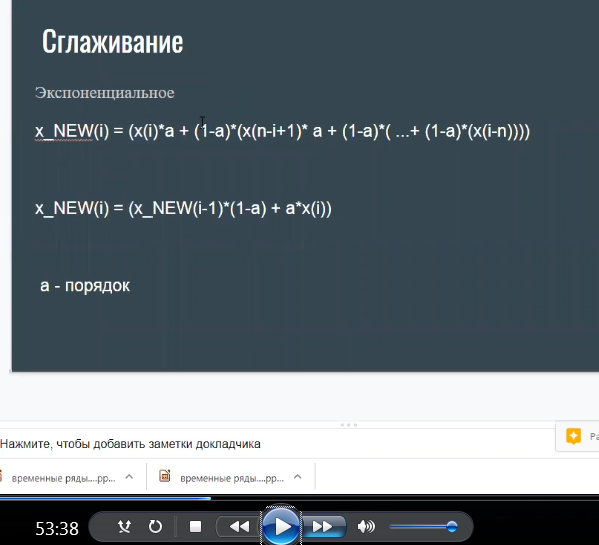 Сглаживание
Экспоненциальное
x_NEW(i) = (x(i)*a + (1-a)*(x(n-i+1)* a + (1-a)*( ...+ (1-a)*(x(i-n))))
x_NEW(i) = (x_NEW(i-1)*(1-a) + a*x(i))
a - порядок
Нажмите, чтобы добавить заметки докладчика
Ра
временные ряды....pp... временные ряды....pp...
53:38